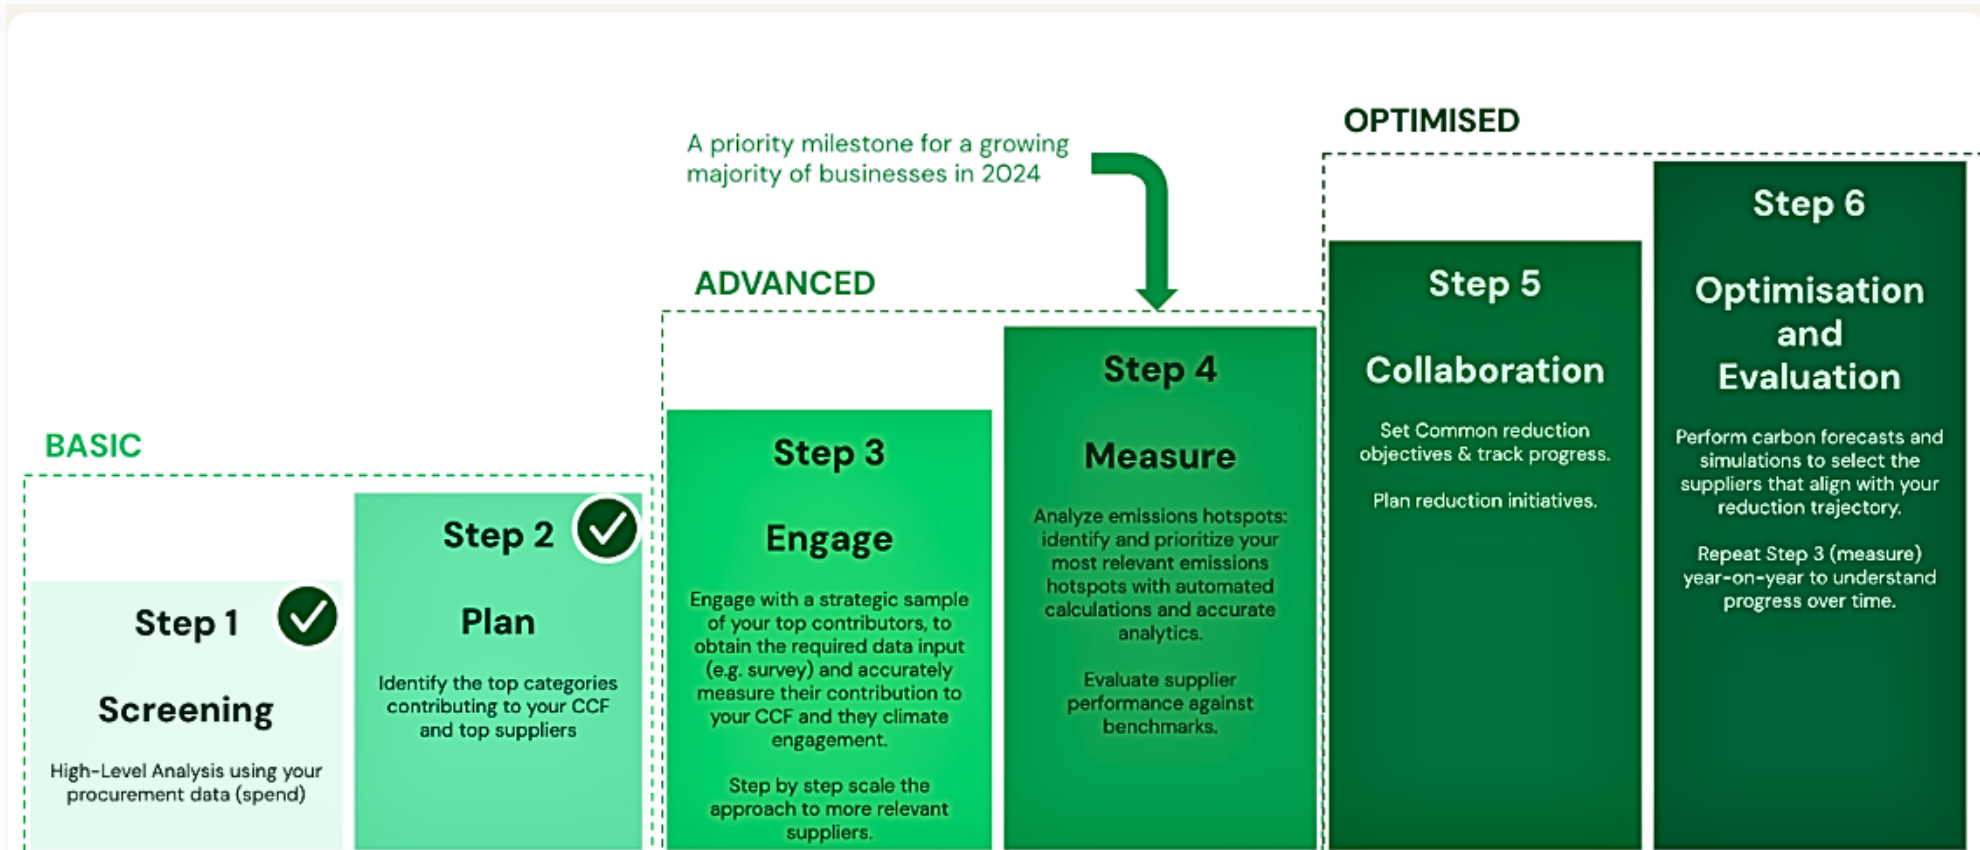 A priority milestone for a growing
majority of businesses in 2024
BASIC
Step 1
Screening
High-Level Analysis using your
procurement data (spend)
Step 2
Plan
Identify the top categories
contributing to your CCF
and top suppliers
ADVANCED
Step 3
Engage
Engage with a strategic sample
of your top contributors, to
obtain the required data input
(e.g. survey) and accurately
measure their contribution to
your CCF and they climate
engagement.
Step by step scale the
approach to more relevant
suppliers.
Step 4
Measure
Analyze emissions hotspots:
identify and prioritize your
most relevant emissions
hotspots with automated
calculations and accurate
analytics.
Evaluate supplier
performance against
benchmarks.
OPTIMISED
Step 5
Collaboration
Set Common reduction
objectives & track progress.
Plan reduction initiatives.
Step 6
Optimisation
and
Evaluation
Perform carbon forecasts and
simulations to select the
suppliers that align with your
reduction trajectory.
Repeat Step 3 (measure)
year-on-year to understand
progress over time.